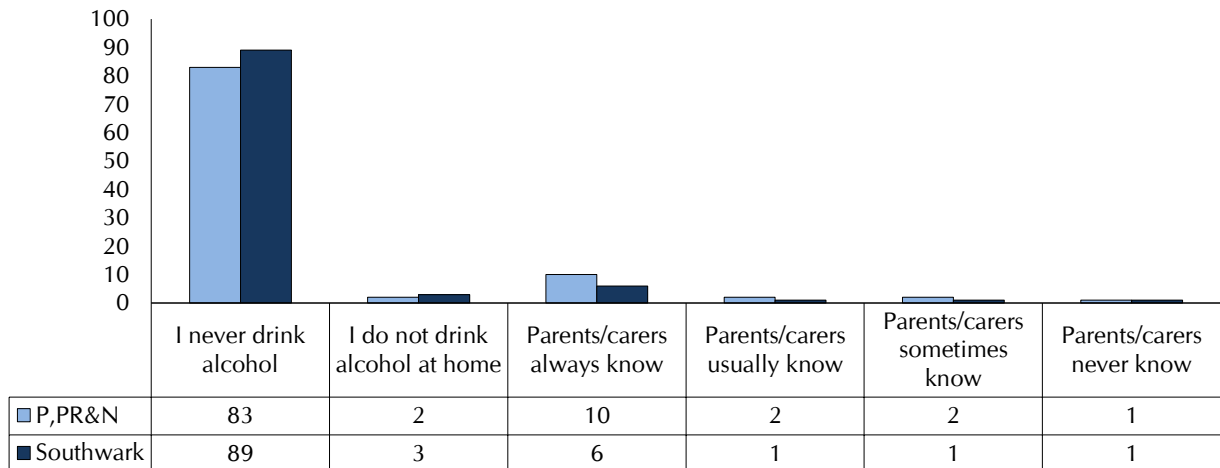 100
90
80
70
60
50
40
30
20
10
0
I never drink alcohol
I do not drink alcohol at home
Parents/carers always know
Parents/carers usually know
Parents/carers sometimes know
Parents/carers never know
P,PR&N 83 2 10 2 2 1
Southwark 89 3 6 1 1 1